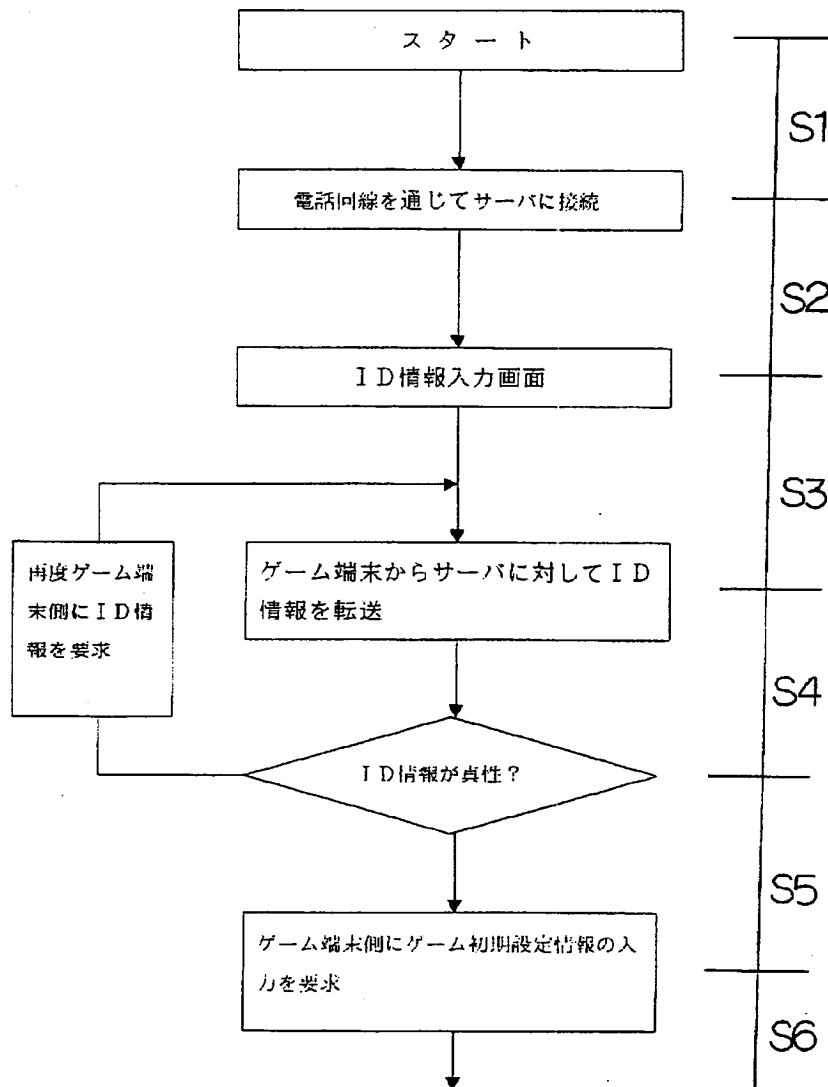 スタート
S1
電話回線を通じてサーバに接続
S2
ID情報入力画面
S3
再度ゲーム端
末側にID情
報を要求
ゲーム端末からサーバに対してID
情報を転送
S4
ID情報が真性?
S5
ゲーム端末側にゲーム初期設定情報の入
力を要求
S6